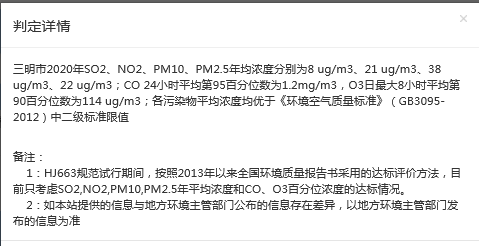 判定详情
×
三明市2020年SO2、NO2、PM10、PM2.5年均浓度分别为8 ug/m3、21 ug/m3、38
ug/m3、22 ug/m3；CO 24小时平均第95百分位数为1.2mg/m3，O3日最大8小时平均第
90百分位数为114 ug/m3；各污染物平均浓度均优于《环境空气质量标准》（GB3095-
2012）中二级标准限值
备注：
1：HJ663规范试行期间，按照2013年以来全国环境质量报告书采用的达标评价方法，目
前只考虑SO2,NO2,PM10,PM2.5年平均浓度和CO、O3百分位浓度的达标情况。
2：如本站提供的信息与地方环境主管部门公布的信息存在差异，以地方环境主管部门发
布的信息为准